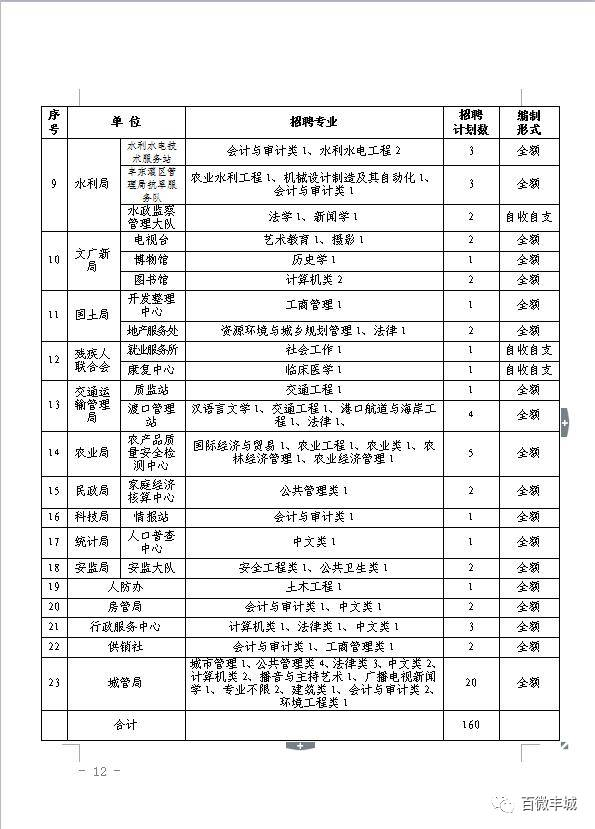 序号 单 位 招聘专业 招聘计划数 编制形式
9 水利局 水利水电技术服务站 会计与审计类1、水利水电工程2 3 全额
丰东灌区管理局抗旱服务队 农业水利工程1、机械设计制造及其自动化1、会计与审计类1 3 全额
水政监察管理大队 法学1、新闻学1 2 自收自支
10 文广新局 电视台 艺术教育1、摄影1 2 全额
博物馆 历史学1 1 全额
图书馆 计算机类2 2 全额
11 国土局 开发整理中心 工商管理1 1 全额
地产服务处 资源环境与城乡规划管理1、法律1 2 全额
12 残疾人联合会 就业服务所 社会工作1 1 自收自支
康复中心 临床医学1 1 自收自支
13 交通运输管理局 质监站 交通工程1 1 全额
渡口管理站 汉语言文学1、交通工程1、港口航道与海岸工程1、法律1、 4 全额
14 农业局 农产品质量安全检测中心 国际经济与贸易1、农业工程1、农业类1、农林经济管理1、农业经济管理1 5 全额
15 民政局 家庭经济核算中心 公共管理类1 2 全额
16 科技局 情报站 会计与审计类1 1 全额
17 统计局 人口普查中心 中文类1 1 全额
18 安监局 安监大队 安全工程类1、公共卫生类1 2 全额
19 人防办 土木工程1 1 全额
20 房管局 会计与审计类1、中文类1 2 全额
21 行政服务中心 计算机类1、法律类1、中文类1 3 全额
22 供销社 会计与审计类1、工商管理类1 2 全额
23 城管局 城市管理1、公共管理类4、法律类3、中文类2、计算机类2、播音与主持艺术1、广播电视新闻学1、专业不限2、建筑类1、会计与审计类2、环境工程类1 20 全额
合计 160
- 12 -
百微丰城